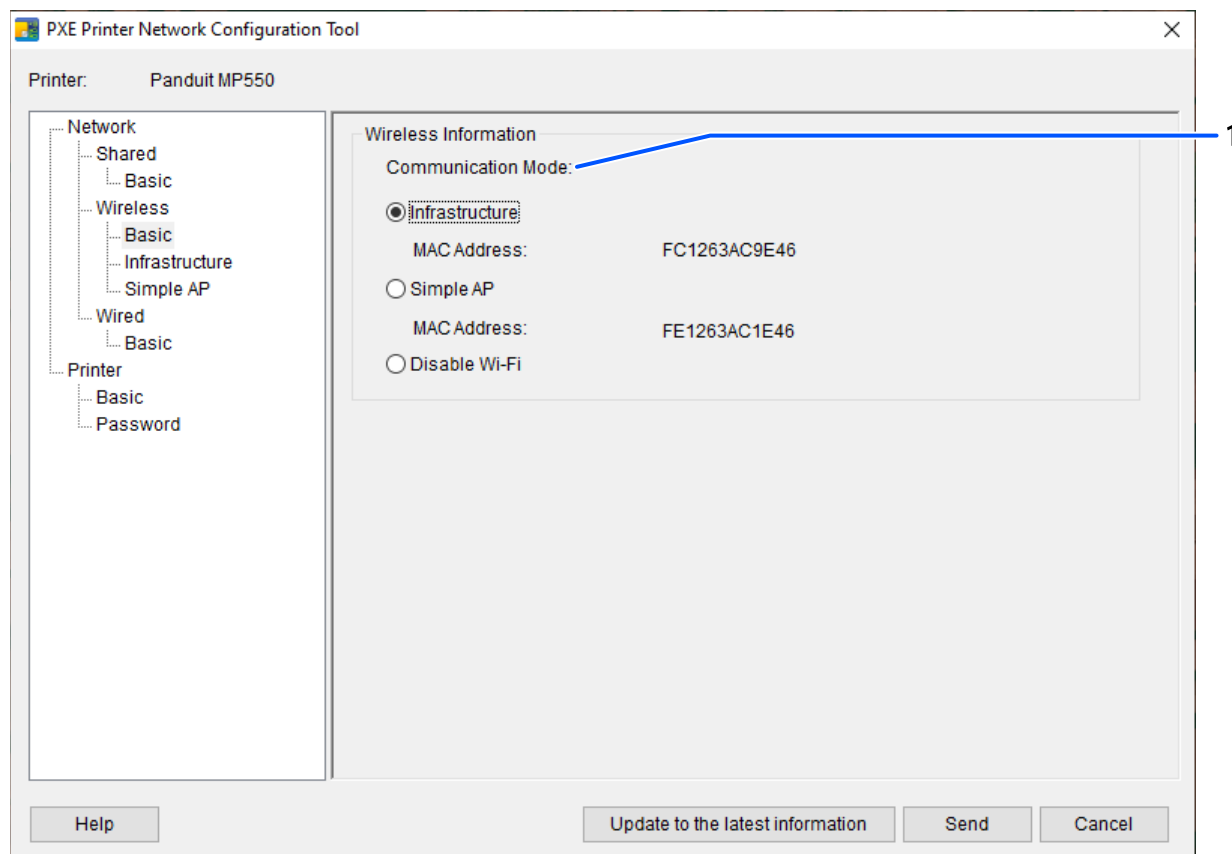 PXE Printer Network Configuration Tool
Printer: Panduit MP550
Network
Shared
Basic
Wireless
Basic
Infrastructure
Simple AP
Wired
Basic
Printer
Basic
Password
Wireless Information
1
Communication Mode:
Infrastructure
MAC Address: FC1263AC9E46
Simple AP
MAC Address: FE1263AC1E46
Disable Wi-Fi
Help
Update to the latest information
Send
Cancel